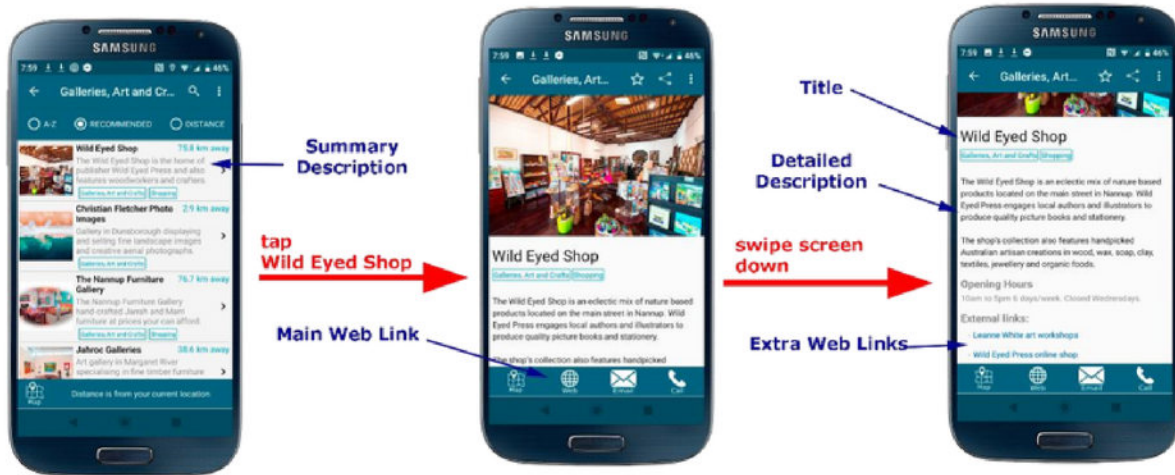 SAMSUNG
7:59 46%
Galleries, Art and Cr...
A-Z RECOMMENDED DISTANCE
Wild Eyed Shop 75.8 km away
The Wild Eyed Shop is the home of
publisher Wild Eyed Press and also
features woodworkers and crafters.
Galleries, Art and Crafts Shopping
Christian Fletcher Photo 2.9 km away
Images
Gallery in Dunsborough displaying
and selling fine landscape images
and creative aerial photographs.
Galleries, Art and Crafts
The Nannup Furniture 76.7 km away
Gallery
The Nannup Furniture Gallery
hand-crafted Jarrah and Marri
furniture at prices your can afford.
Galleries, Art and Crafts Shopping
Jahroc Galleries 38.6 km away
Art gallery in Margaret River
specialising in fine timber furniture
Map Distance is from your current location
Summary
Description
tap
Wild Eyed Shop
Main Web Link
SAMSUNG
7:59 46%
Galleries, Art...
Wild Eyed Shop
Galleries, Art and Crafts Shopping
The Wild Eyed Shop is an eclectic mix of nature based
products located on the main street in Nannup. Wild
Eyed Press engages local authors and illustrators to
produce quality picture books and stationery.
The shop's collection also features handpicked
Map Web Email Call
swipe screen
down
Title
Detailed
Description
Extra Web Links
SAMSUNG
7:59 46%
Galleries, Art...
Wild Eyed Shop
Galleries, Art and Crafts Shopping
The Wild Eyed Shop is an eclectic mix of nature based
products located on the main street in Nannup. Wild
Eyed Press engages local authors and illustrators to
produce quality picture books and stationery.
The shop's collection also features handpicked
Australian artisan creations in wood, wax, soap, clay,
textiles, jewellery and organic foods.
Opening Hours
10am to 5pm 6 days/week. Closed Wednesdays.
External links:
- Leanne White art workshops
- Wild Eyed Press online shop
Map Web Email Call